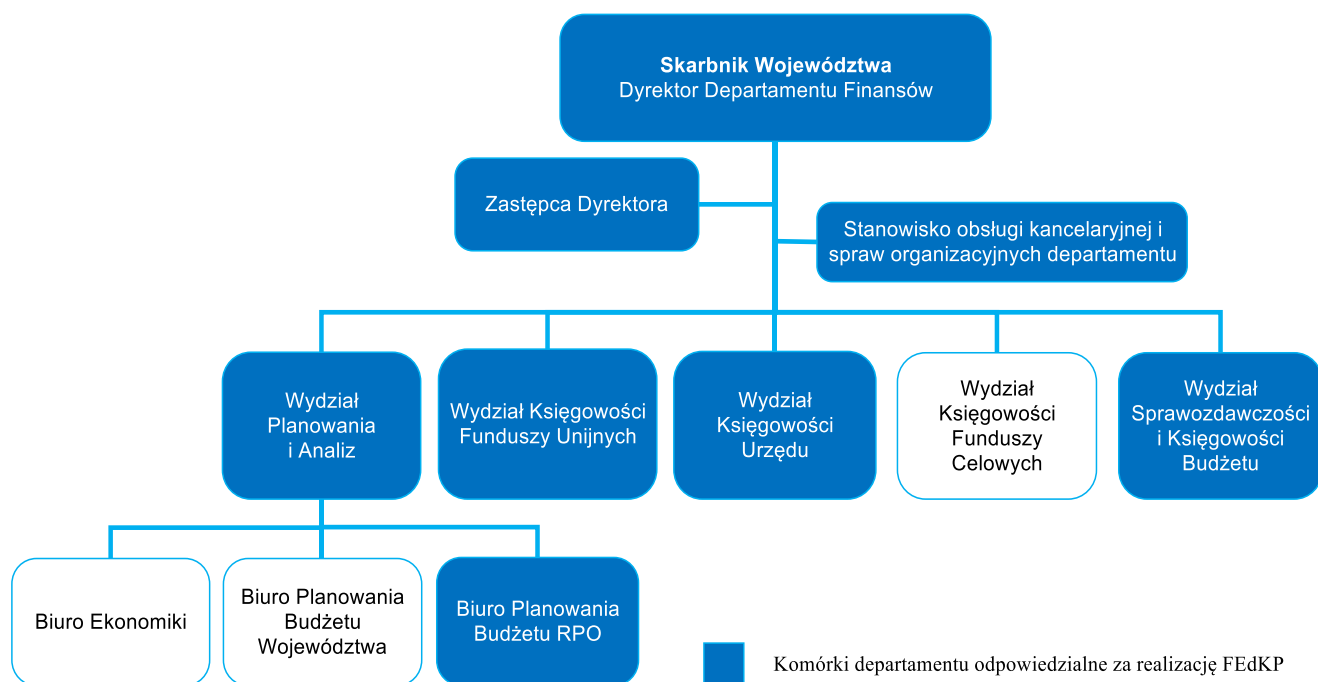 Skarbnik Województwa
Dyrektor Departamentu Finansów
Zastępca Dyrektora
Stanowisko obsługi kancelaryjnej i
spraw organizacyjnych departamentu
Wydział
Planowania
i Analiz
Wydział Księgowości
Funduszy Unijnych
Wydział
Księgowości
Urzędu
Wydział
Księgowości
Funduszy
Celowych
Wydział
Sprawozdawczości
i Księgowości
Budżetu
Biuro Ekonomiki
Biuro Planowania
Budżetu
Województwa
Biuro Planowania
Budżetu RPO
Komórki departamentu odpowiedzialne za realizację FEdKP